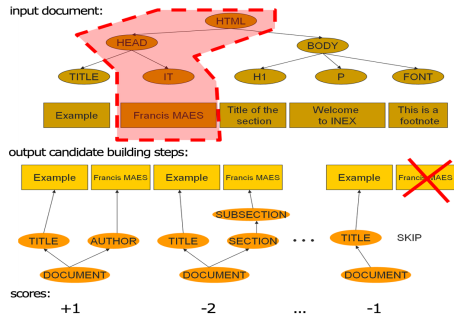 input document:
HTML
HEAD
BODY
TITLE IT H1 P FONT
Example Francis MAES Title of the section Welcome to INEX This is a footnote
output candidate building steps:
Example Francis MAES Example Francis MAES Example Francis MAES
SUBSECTION
TITLE AUTHOR TITLE SECTION ... TITLE SKIP
DOCUMENT DOCUMENT DOCUMENT
scores:
+1 -2 ... -1